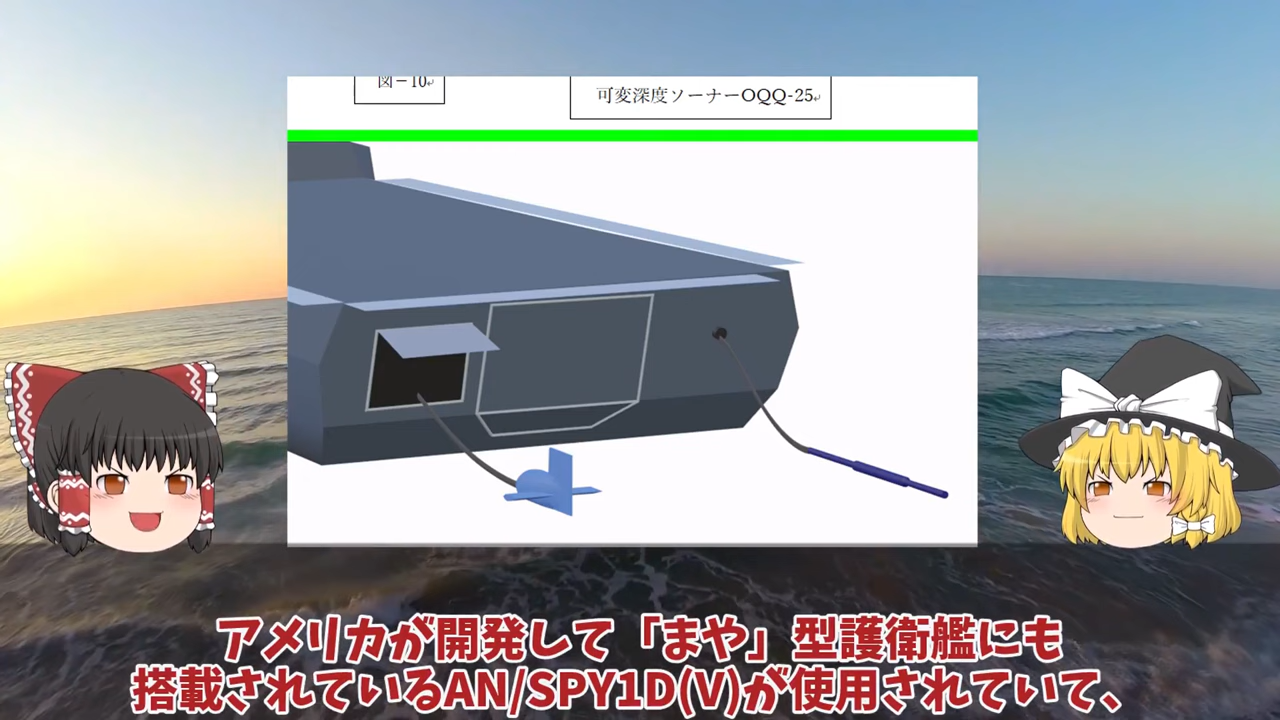 図－10
可変深度ソーナーOQQ-25
アメリカが開発して「まや」型護衛艦にも
搭載されているAN/SPY1D(V)が使用されていて、